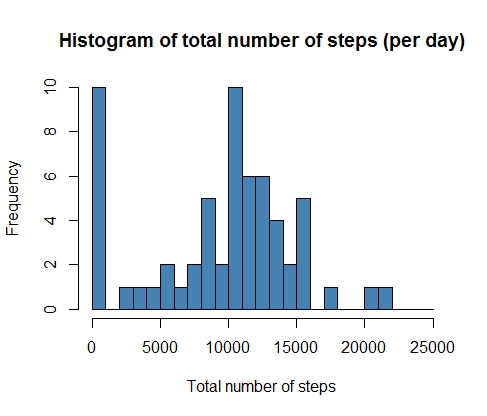 Histogram of total number of steps (per day)
Frequency
10
8
6
4
2
0
0 5000 10000 15000 20000 25000
Total number of steps